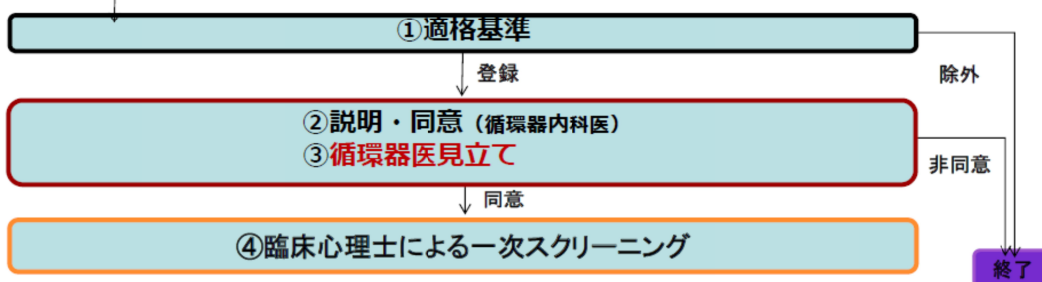 ①適格基準
登録
除外
②説明・同意（循環器内科医）
③循環器医見立て
非同意
同意
④臨床心理士による一次スクリーニング
終了